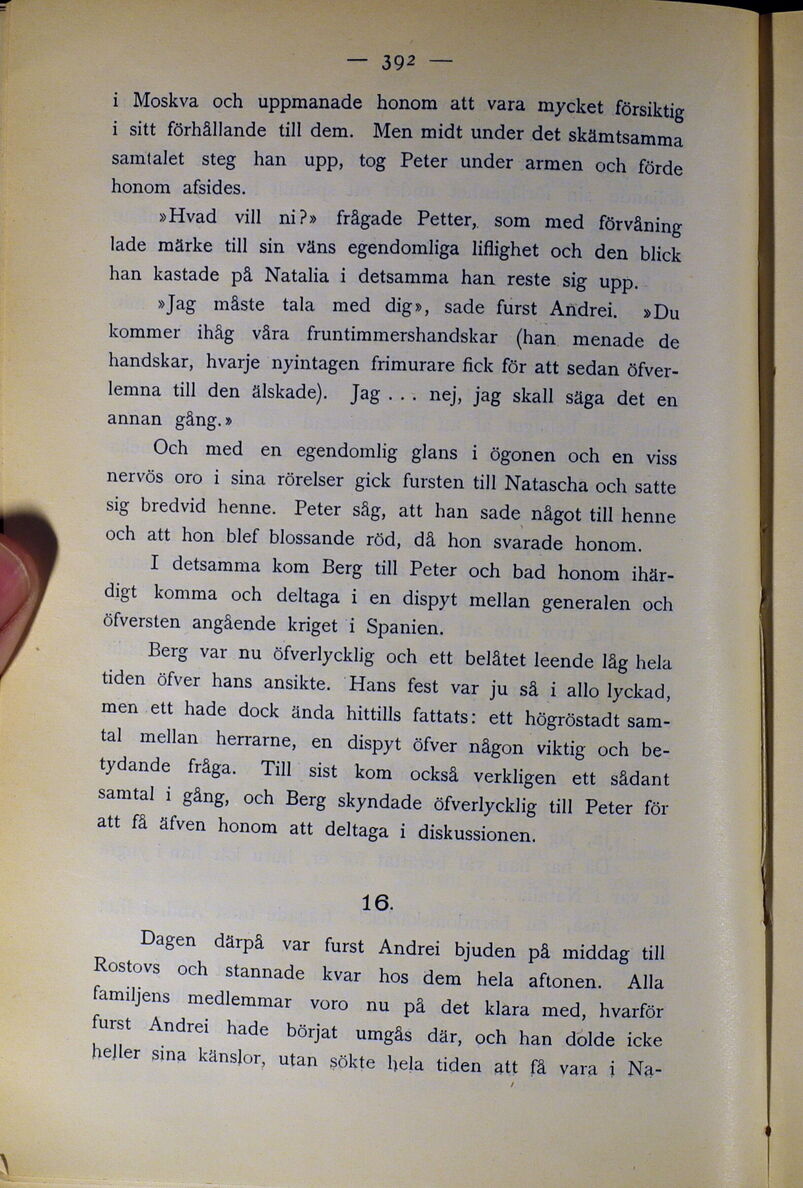 — 392 —
i Moskva och uppmanade honom att vara mycket försiktig
i sitt förhållande till dem. Men midt under det skämtsamma
samtalet steg han upp, tog Peter under armen och förde
honom afsides.
»Hvad vill ni?» frågade Petter, som med förvåning
lade märke till sin väns egendomliga liflighet och den blick
han kastade på Natalia i detsamma han reste sig upp.
»Jag måste tala med dig», sade furst Andrei. »Du
kommer ihåg våra fruntimmershandskar (han menade de
handskar, hvarje nyintagen frimurare fick för att sedan öfver-
lemna till den älskade). Jag . . . nej, jag skall säga det en
annan gång.»
Och med en egendomlig glans i ögonen och en viss
nervös oro i sina rörelser gick fursten till Natascha och satte
sig bredvid henne. Peter såg, att han sade något till henne
och att hon blef blossande röd, då hon svarade honom.
I detsamma kom Berg till Peter och bad honom ihär-
digt komma och deltaga i en dispyt mellan generalen och
öfversten angående kriget i Spanien.
Berg var nu öfverlycklig och ett belåtet leende låg hela
tiden öfver hans ansikte. Hans fest var ju så i allo lyckad,
men ett hade dock ända hittills fattats: ett högröstadt sam-
tal mellan herrarne, en dispyt öfver någon viktig och be-
tydande fråga. Till sist kom också verkligen ett sådant
samtal i gång, och Berg skyndade öfverlycklig till Peter för
att få äfven honom att deltaga i diskussionen.
16.
Dagen därpå var furst Andrei bjuden på middag till
Rostovs och stannade kvar hos dem hela aftonen. Alla
familjens medlemmar voro nu på det klara med, hvarför
furst Andrei hade börjat umgås där, och han dolde icke
heller sina känslor, utan sökte hela tiden att få vara i Na-